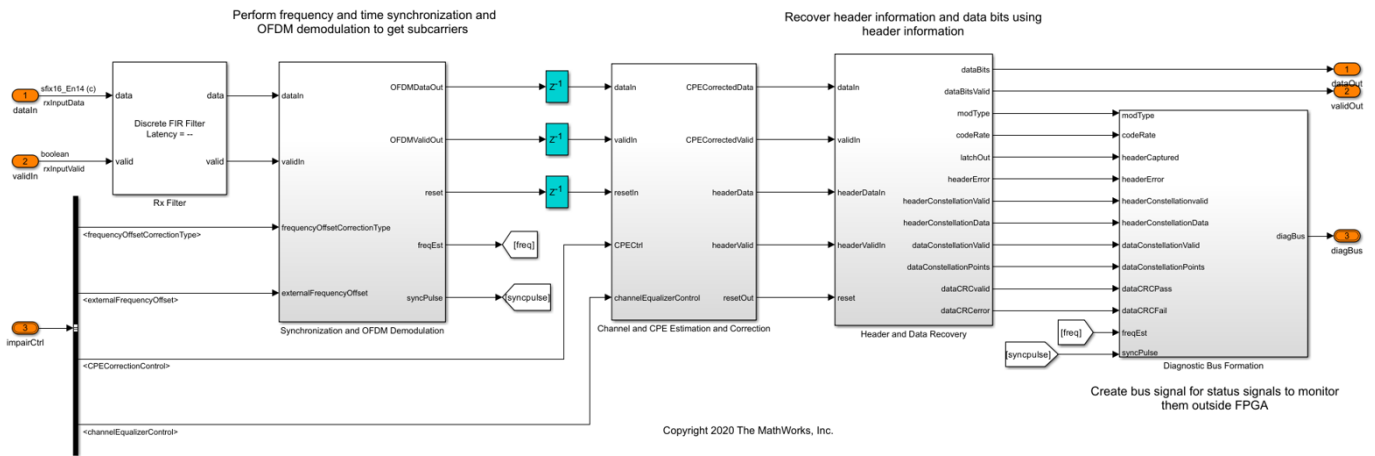 Perform frequency and time synchronization and
OFDM demodulation to get subcarriers
Recover header information and data bits using
header information
1
dataIn
sfix16_En14 (c)
rxInputData
2
validIn
boolean
rxInputValid
data
data
Discrete FIR Filter
Latency = --
valid
valid
Rx Filter
3
impairCtrl
<frequencyOffsetCorrectionType>
<externalFrequencyOffset>
<CPECorrectionControl>
<channelEqualizerControl>
dataIn
validIn
frequencyOffsetCorrectionType
externalFrequencyOffset
OFDMDataOut
OFDMValidOut
reset
freqEst
syncPulse
Synchronization and OFDM Demodulation
Z-1
Z-1
Z-1
[freq]
[syncpulse]
dataIn
validIn
resetIn
CPECtrl
channelEqualizerControl
CPECorrectedData
CPECorrectedValid
headerData
headerValid
resetOut
Channel and CPE Estimation and Correction
dataIn
validIn
headerDataIn
headerValidIn
reset
dataBits
dataBitsValid
modType
codeRate
latchOut
headerError
headerConstellationValid
headerConstellationData
dataConstellationValid
dataConstellationPoints
dataCRCvalid
dataCRCerror
Header and Data Recovery
[freq]
[syncpulse]
modType
codeRate
headerCaptured
headerError
headerConstellationvalid
headerConstellationData
dataConstellationValid
dataConstellationPoints
dataCRCPass
dataCRCFail
freqEst
syncPulse
diagBus
Diagnostic Bus Formation
1
dataOut
2
validOut
3
diagBus
Create bus signal for status signals to monitor
them outside FPGA
Copyright 2020 The MathWorks, Inc.